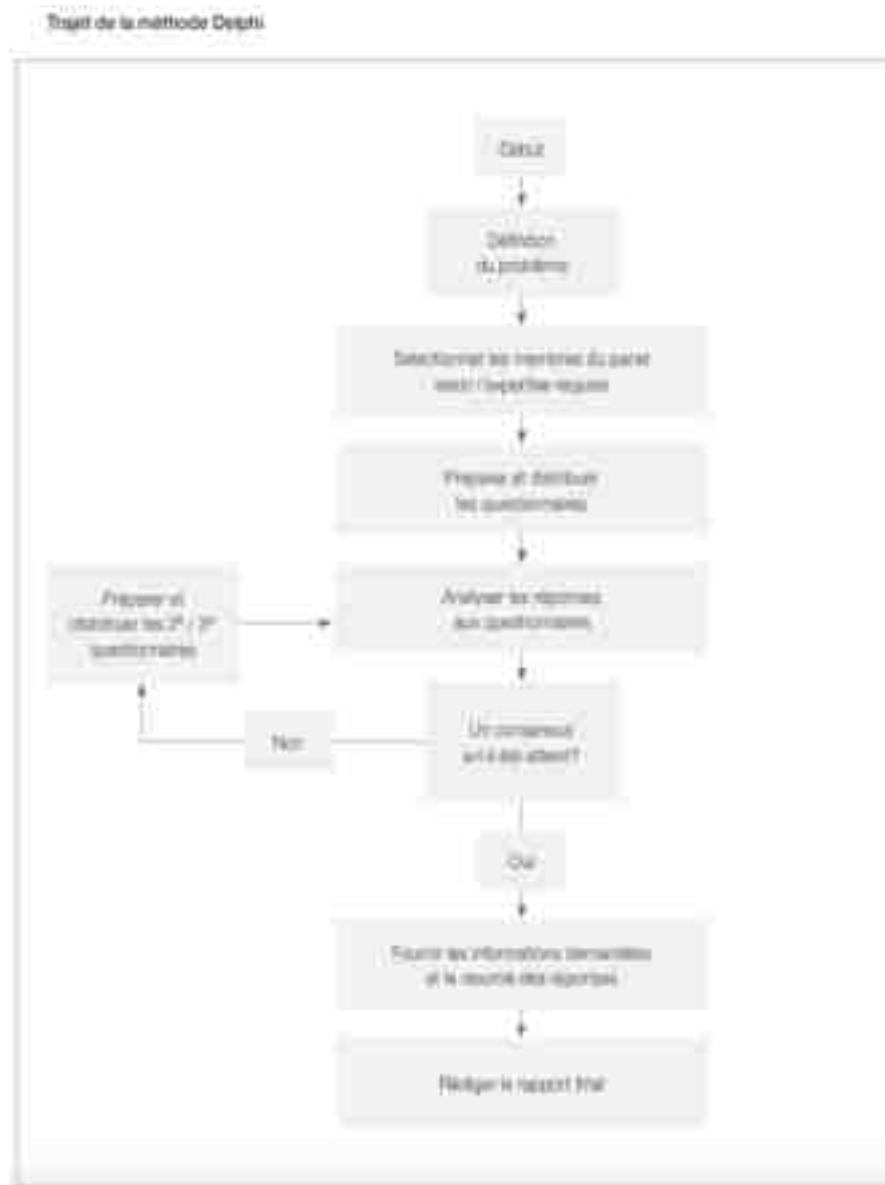 Trajet de la méthode Delphi
Début
Définition
du problème
Sélectionner les membres du panel
selon l'expertise requise
Préparer et distribuer
les questionnaires
Préparer et
distribuer les 2e / 3e
questionnaires
Analyser les réponses
aux questionnaires
Non
Un consensus
a-t-il été atteint?
Oui
Fournir les informations demandées
et le résumé des réponses
Rédiger le rapport final